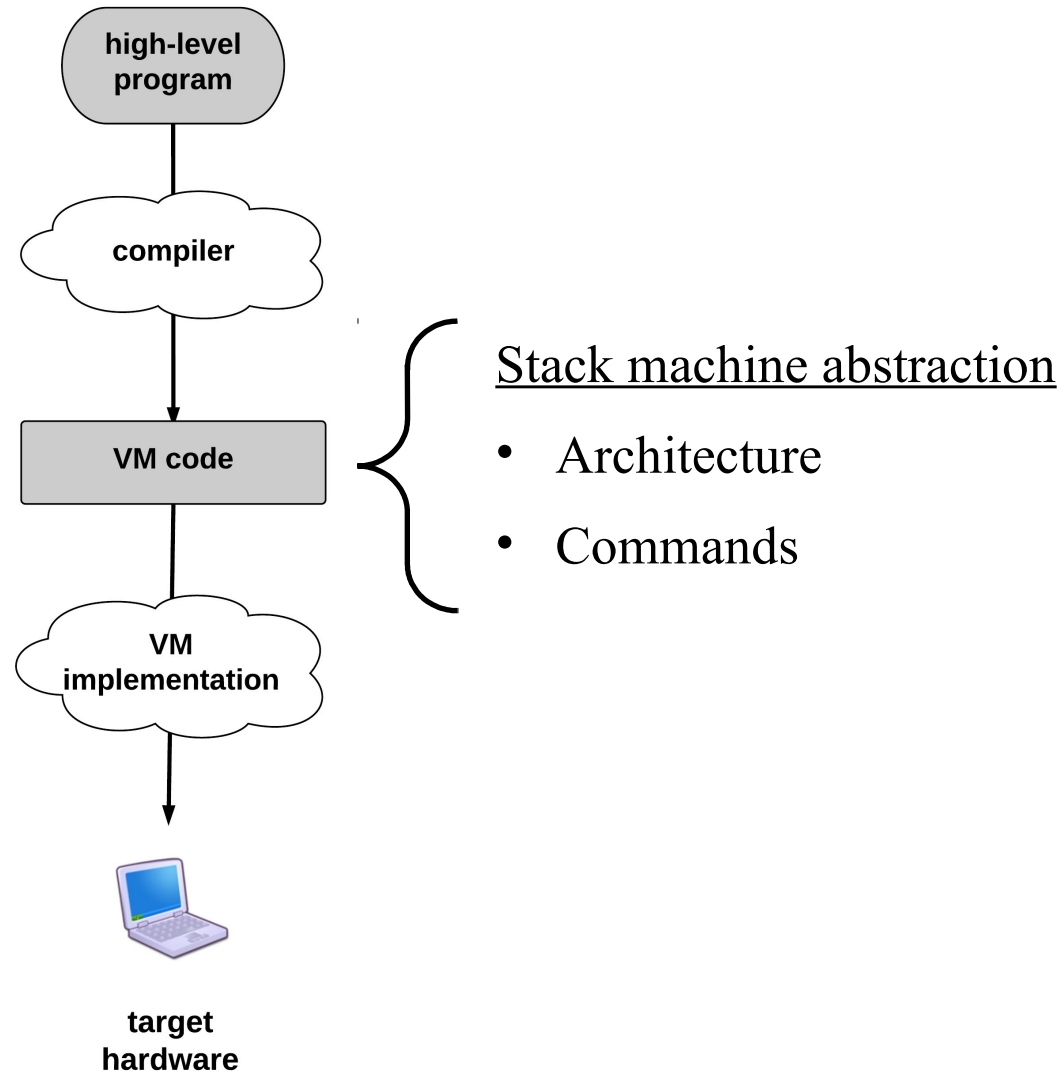 high-level
program
compiler
VM code
Stack machine abstraction
• Architecture
• Commands
VM
implementation
target
hardware